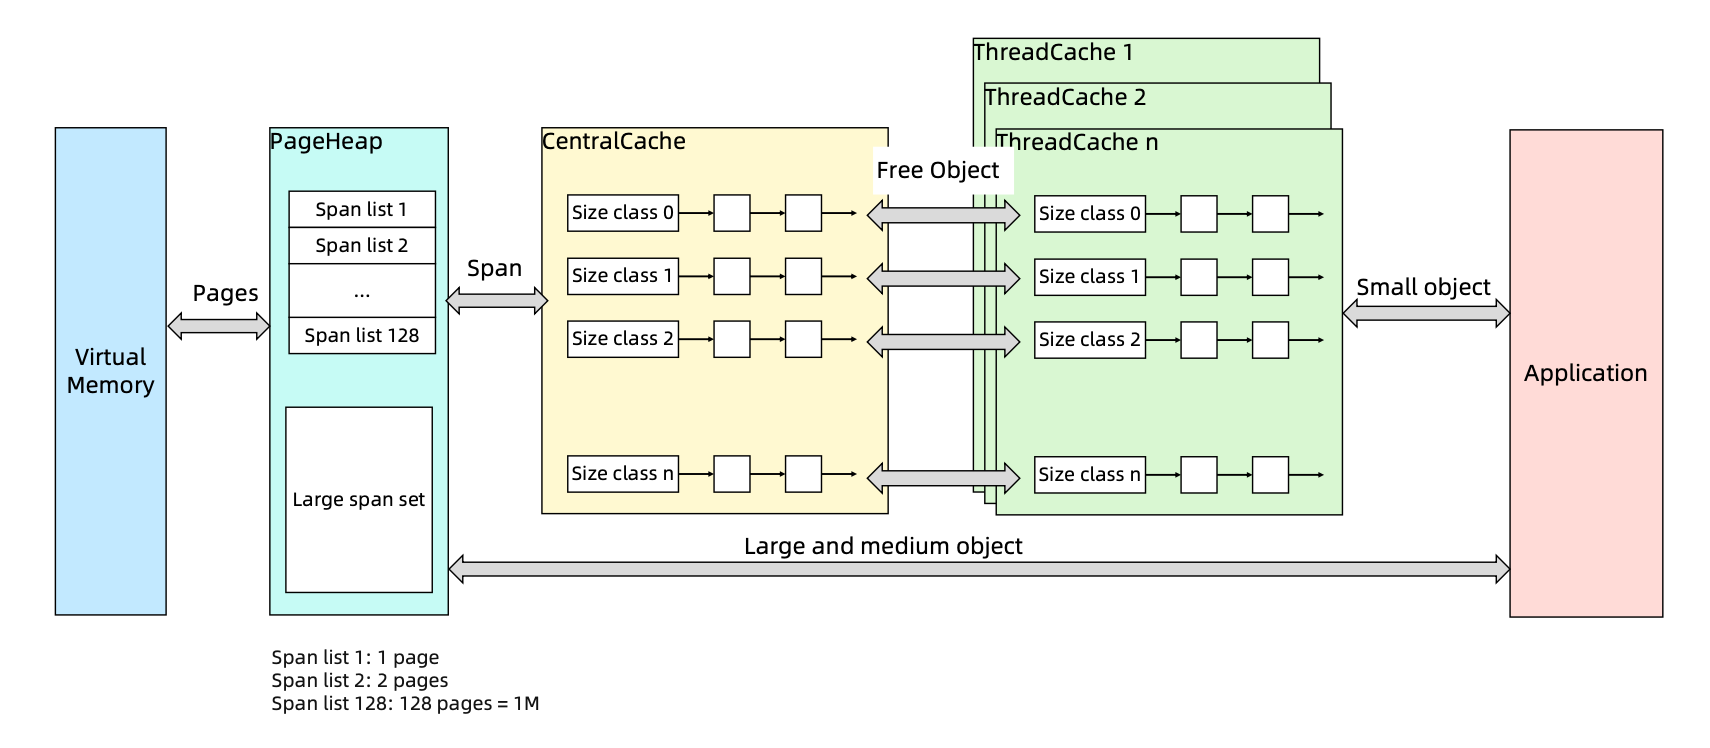 ThreadCache 1
ThreadCache 2
ThreadCache n
PageHeap
CentralCache
Free Object
Span list 1
Span list 2
...
Span list 128
Large span set
Pages
Span
Virtual
Memory
Size class 0
Size class 1
Size class 2
Size class n
Size class 0
Size class 1
Size class 2
Size class n
Small object
Application
Large and medium object
Span list 1: 1 page
Span list 2: 2 pages
Span list 128: 128 pages = 1M